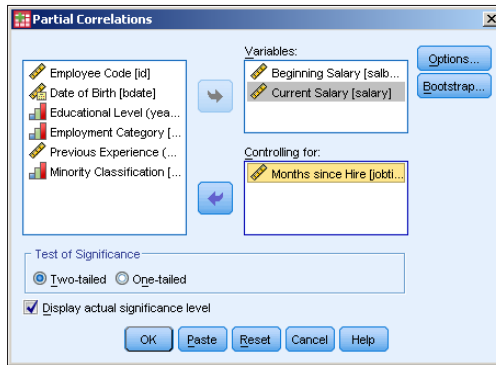 Partial Correlations
Variables:
Employee Code [id]
Date of Birth [bdate]
Educational Level (yea...
Employment Category [...
Previous Experience (...
Minority Classification [...
Beginning Salary [salb...
Current Salary [salary]
Options...
Bootstrap...
Controlling for:
Months since Hire [jobti...
Test of Significance
Two-tailed One-tailed
Display actual significance level
OK Paste Reset Cancel Help